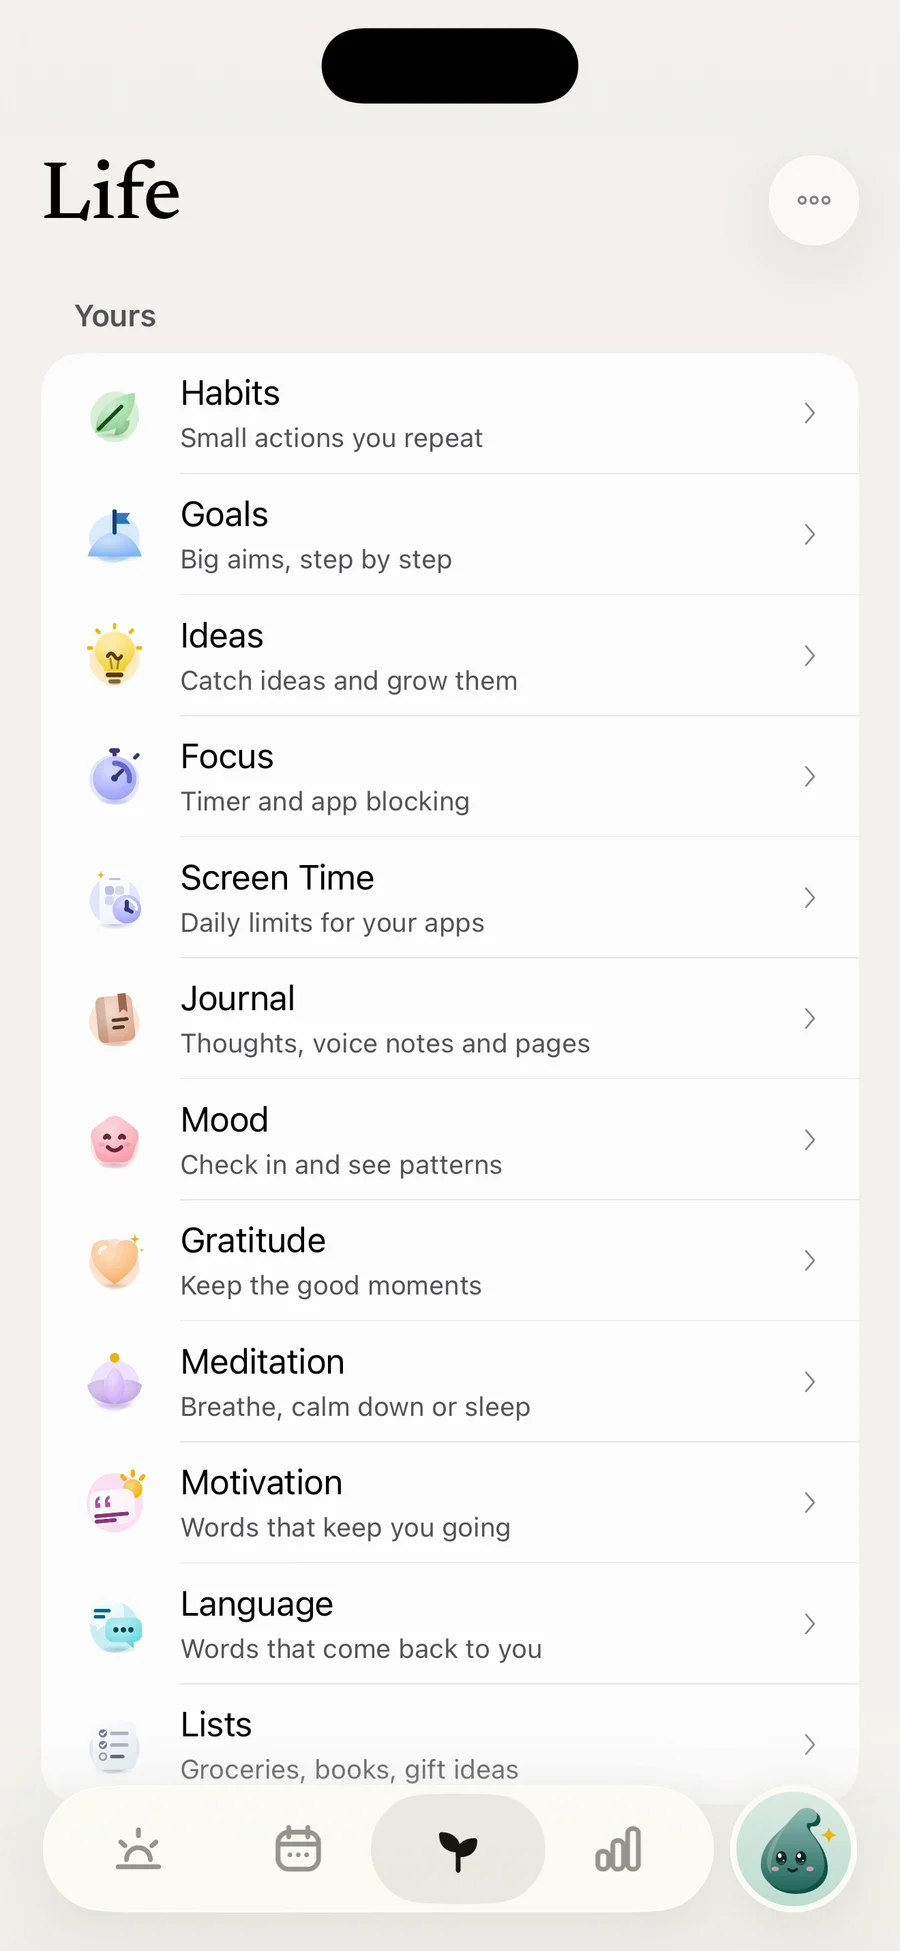 Life
Yours
Habits
Small actions you repeat
Goals
Big aims, step by step
Ideas
Catch ideas and grow them
Focus
Timer and app blocking
Screen Time
Daily limits for your apps
Journal
Thoughts, voice notes and pages
Mood
Check in and see patterns
Gratitude
Keep the good moments
Meditation
Breathe, calm down or sleep
Motivation
Words that keep you going
Language
Words that come back to you
Lists
Groceries, books, gift ideas